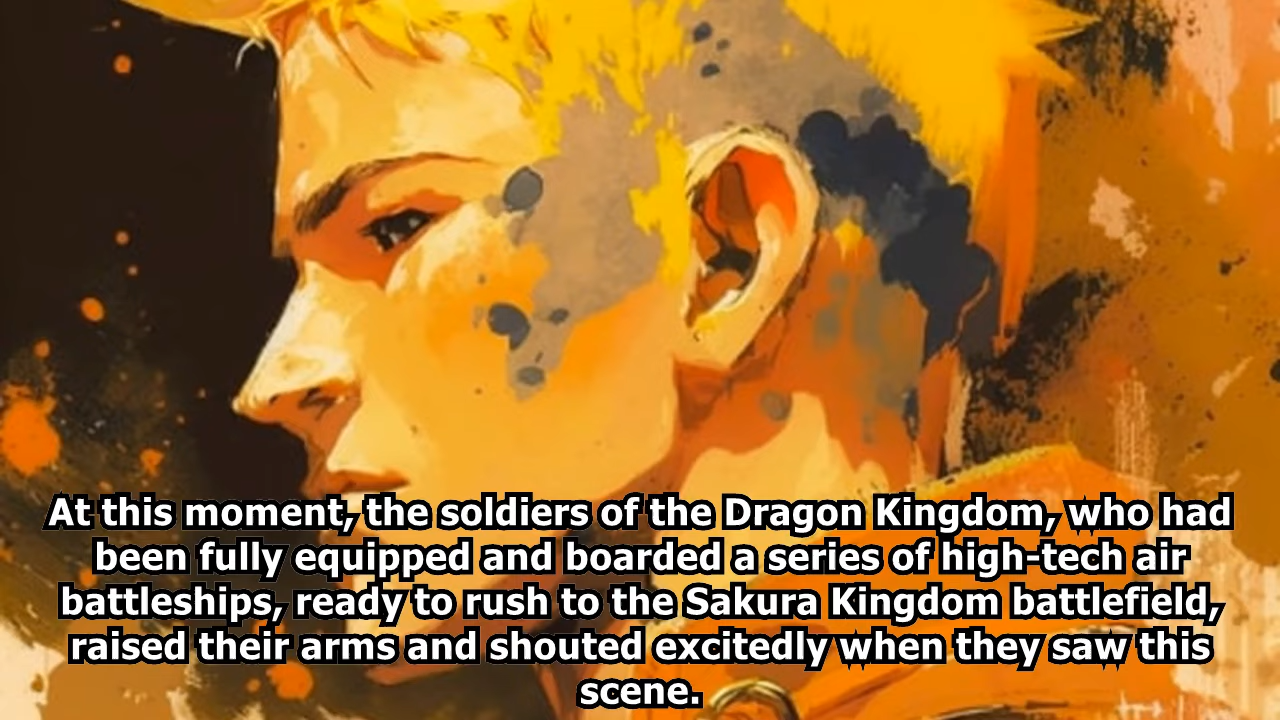 At this moment, the soldiers of the Dragon Kingdom, who had
been fully equipped and boarded a series of high-tech air
battleships, ready to rush to the Sakura Kingdom battlefield,
raised their arms and shouted excitedly when they saw this
scene.